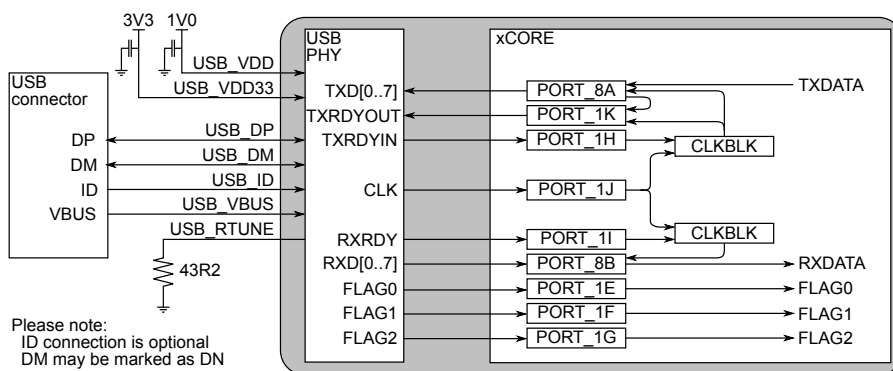 3V3 1V0
USB PHY
xCORE
USB_VDD
USB_VDD33
USB connector
TXD[0..7] PORT_8A TXDATA
TXRDYOUT PORT_1K
DP USB_DP TXRDYIN PORT_1H CLKBLK
DM USB_DM
ID USB_ID CLK PORT_1J
VBUS USB_VBUS
USB_RTUNE RXRDY PORT_1I CLKBLK
43R2 RXD[0..7] PORT_8B RXDATA
FLAG0 PORT_1E FLAG0
FLAG1 PORT_1F FLAG1
FLAG2 PORT_1G FLAG2
Please note:
ID connection is optional
DM may be marked as DN